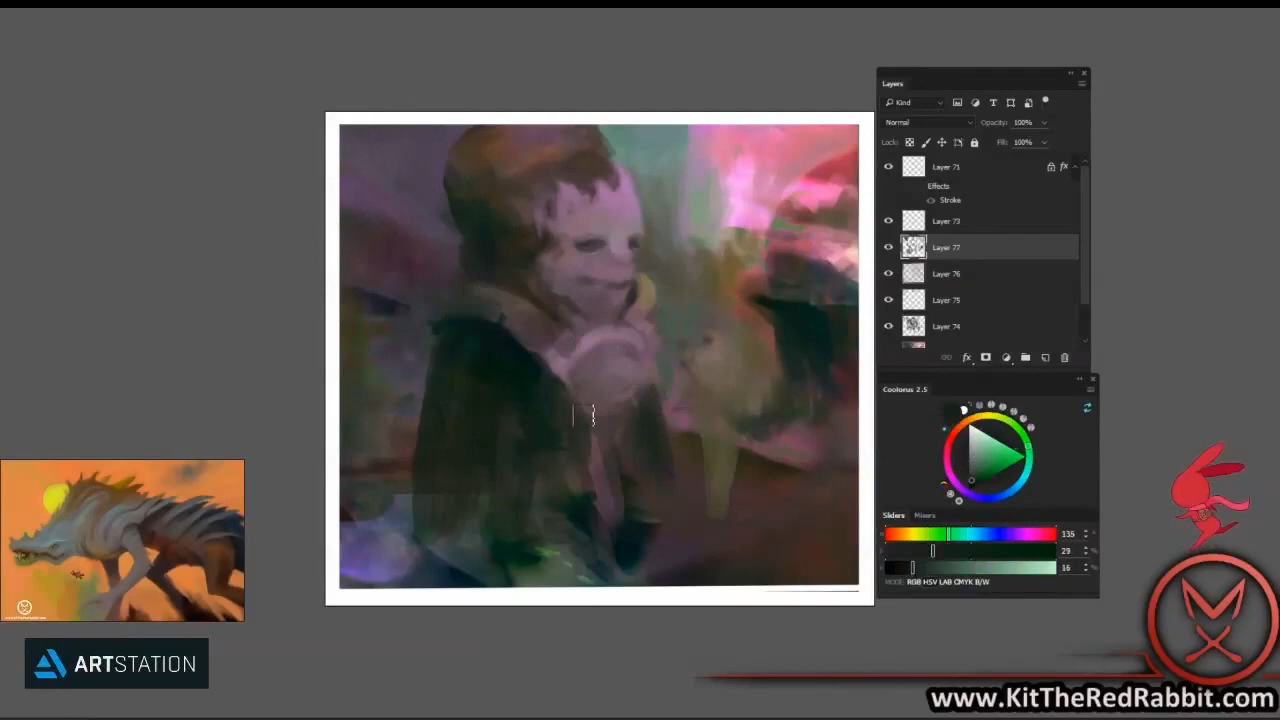 Layers
Kind
Normal Opacity: 100%
Lock: Fill: 100%
Layer 71 fx
Effects
Stroke
Layer 73
Layer 77
Layer 76
Layer 75
Layer 74
fx
Coolorus 2.5
Sliders Mixers
135
29
16
MODE: RGB HSV LAB CMYK B/W
ARTSTATION
www.KitTheRedRabbit.com